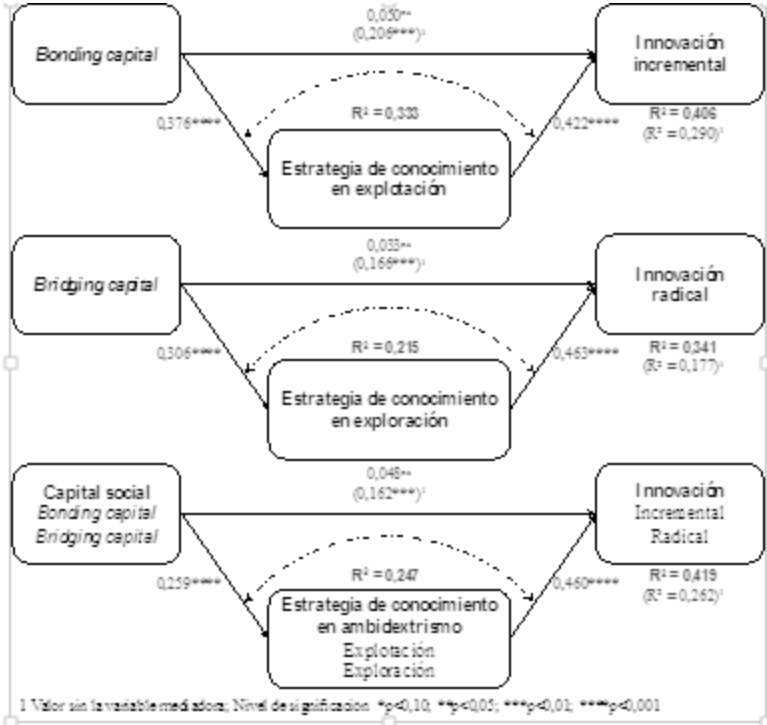 0,050ⁿˢ
(0,206***)¹
Bonding capital
Innovación
incremental
0,376****
R² = 0,333
0,422****
R² = 0,406
(R² = 0,290)¹
Estrategia de conocimiento
en explotación
0,033ⁿˢ
(0,166***)¹
Bridging capital
Innovación
radical
0,306****
R² = 0,215
0,463****
R² = 0,341
(R² = 0,177)¹
Estrategia de conocimiento
en exploración
0,048ⁿˢ
(0,162***)¹
Capital social
Bonding capital
Bridging capital
Innovación
Incremental
Radical
0,259****
R² = 0,247
0,460****
R² = 0,419
(R² = 0,262)¹
Estrategia de conocimiento
en ambidextrismo
Explotación
Exploración
1 Valor sin la variable mediadora; Nivel de significación *p<0,10; **p<0,05; ***p<0,01; ****p<0,001